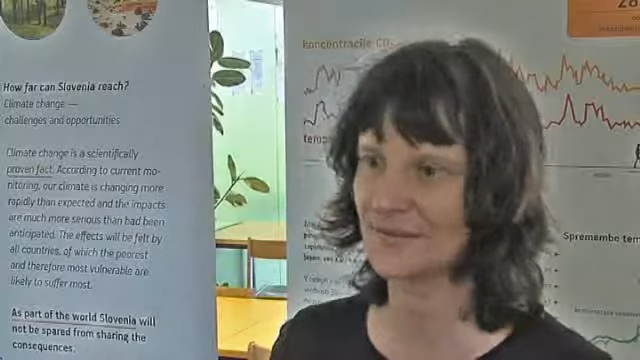 How far can Slovenia reach?
Climate change —
challenges and opportunities
Climate change is a scientifically
proven fact. According to current mo-
nitoring, our climate is changing more
rapidly than expected and the impacts
are much more serious than had been
anticipated. The effects will be felt by
all countries, of which the poorest
and therefore most vulnerable are
likely to suffer most.
As part of the world Slovenia will
not be spared from sharing the
consequences.
28
koncentracije CO₂
temp
Spremembe tem